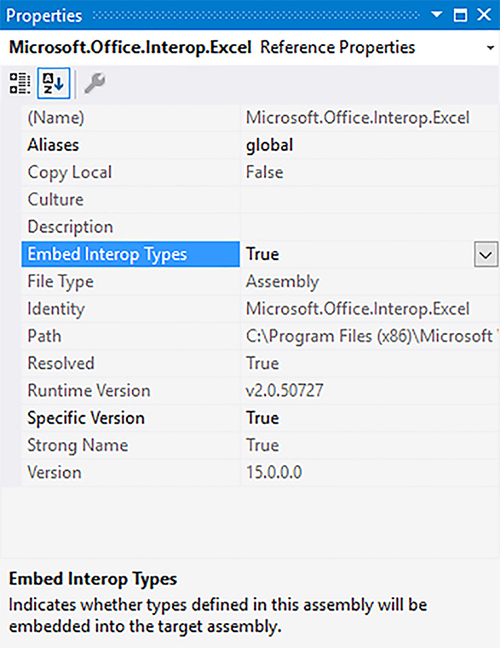 Properties
Microsoft.Office.Interop.Excel Reference Properties
(Name) Microsoft.Office.Interop.Excel
Aliases global
Copy Local False
Culture
Description
Embed Interop Types True
File Type Assembly
Identity Microsoft.Office.Interop.Excel
Path C:\Program Files (x86)\Microsoft
Resolved True
Runtime Version v2.0.50727
Specific Version True
Strong Name True
Version 15.0.0.0
Embed Interop Types
Indicates whether types defined in this assembly will be
embedded into the target assembly.